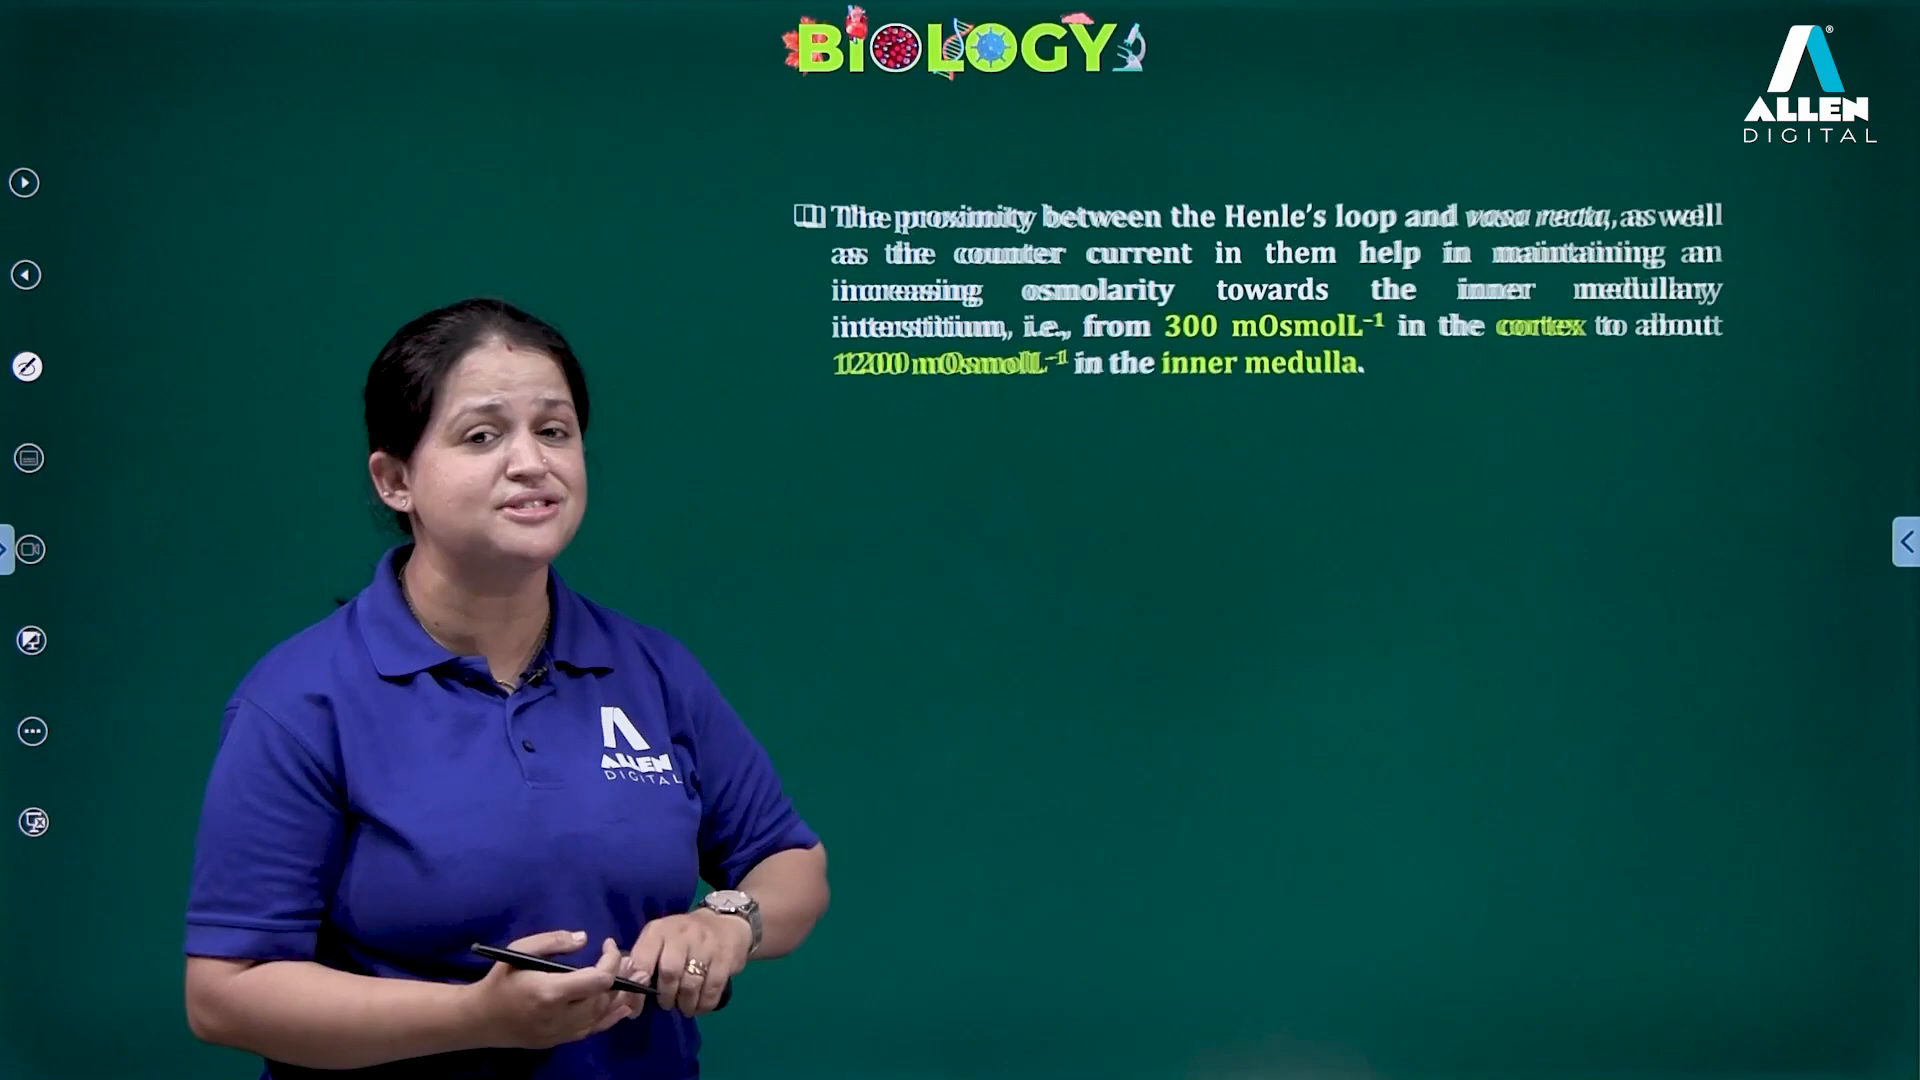 BIOLOGY
ALLEN
DIGITAL
❑ The proximity between the Henle’s loop and vasa recta, as well
as the counter current in them help in maintaining an
increasing osmolarity towards the inner medullary
interstitium, i.e., from 300 mOsmolL⁻¹ in the cortex to about
1200 mOsmolL⁻¹ in the inner medulla.
ALLEN
DIGITAL